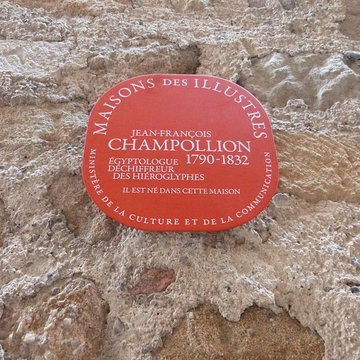 MAISONS DES ILLUSTRES
JEAN-FRANÇOIS
CHAMPOLLION
1790-1832
ÉGYPTOLOGUE
DÉCHIFFREUR
DES HIÉROGLYPHES
IL EST NÉ DANS CETTE MAISON
MINISTÈRE DE LA CULTURE ET DE LA COMMUNICATION